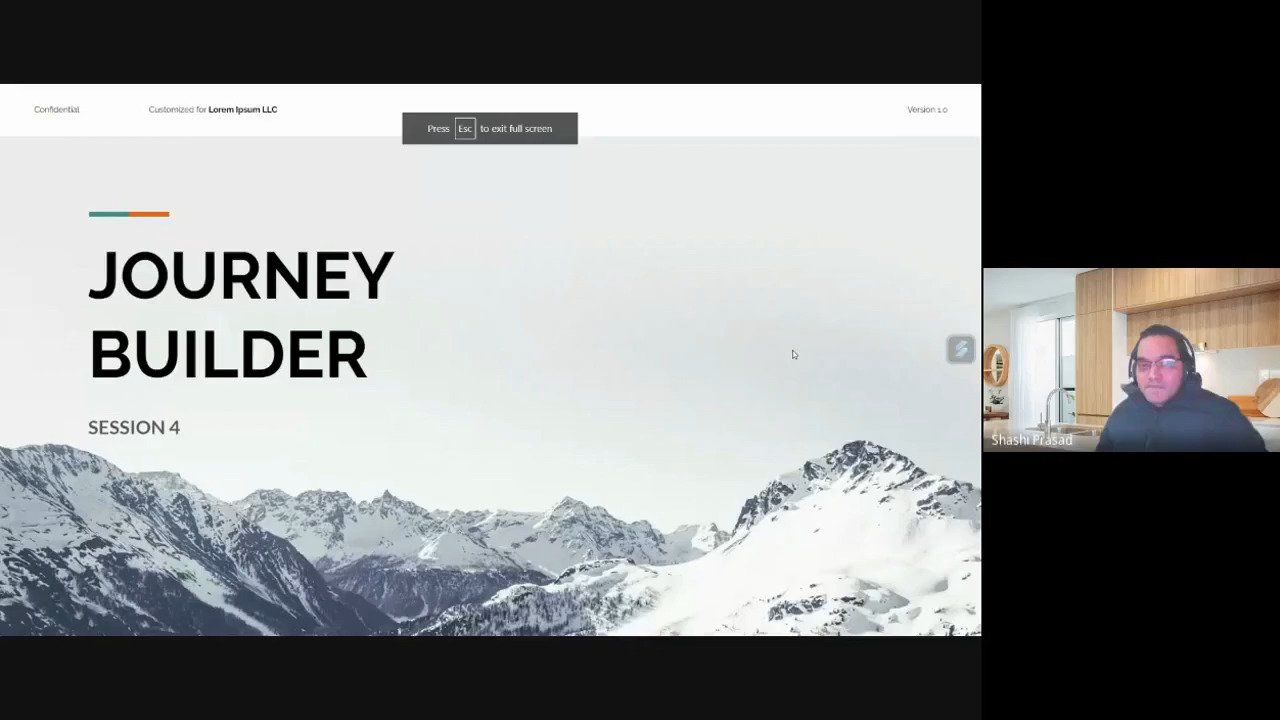 Confidential
Customized for Lorem Ipsum LLC
Version 1.0
Press Esc to exit full screen
JOURNEY
BUILDER
SESSION 4
Shashi Prasad